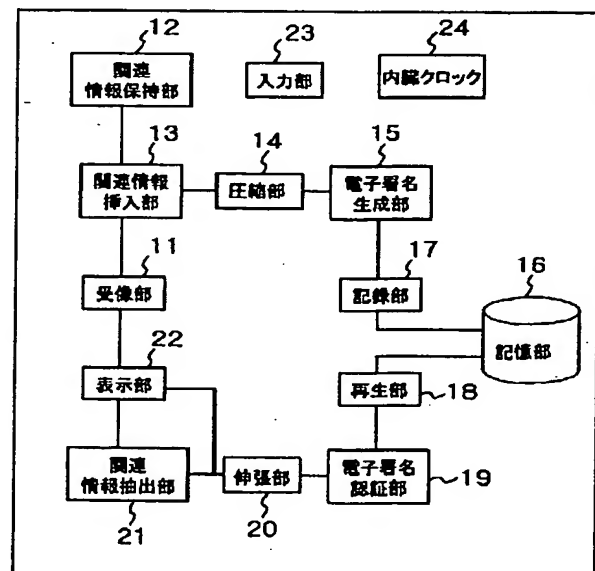 12
23
24
関連
情報保持部
入力部
内臓クロック
13
14
15
関連情報
挿入部
圧縮部
電子署名
生成部
11
17
16
受像部
記録部
記憶部
22
表示部
再生部
18
関連
情報抽出部
伸張部
電子署名
認証部
19
21
20